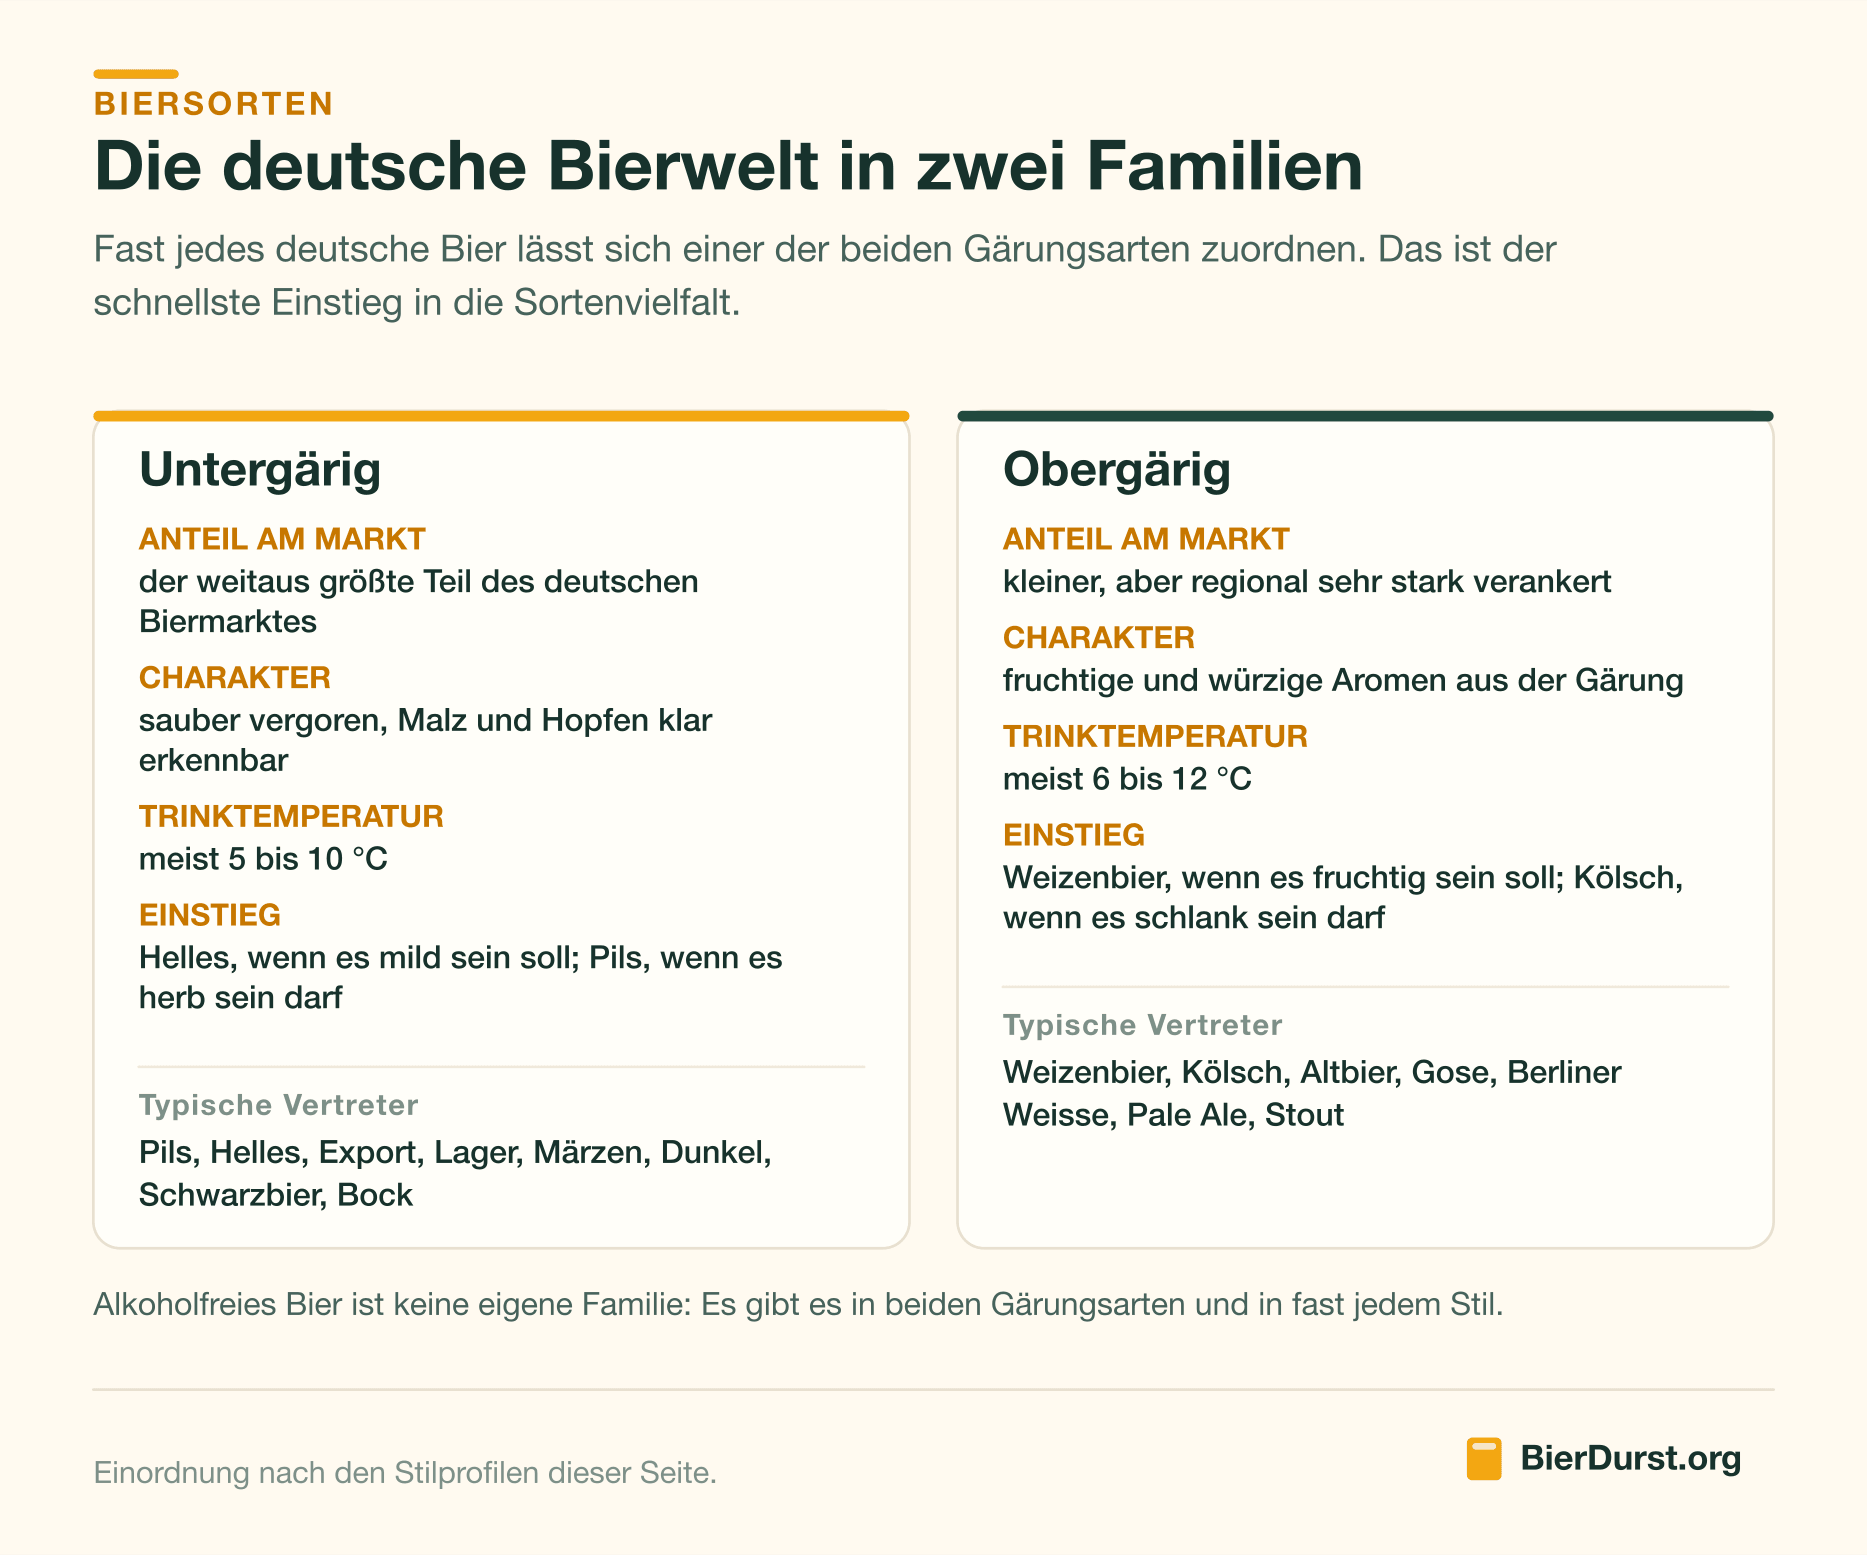 BIERSORTEN
Die deutsche Bierwelt in zwei Familien
Fast jedes deutsche Bier lässt sich einer der beiden Gärungsarten zuordnen. Das ist der
schnellste Einstieg in die Sortenvielfalt.
Untergärig
ANTEIL AM MARKT
der weitaus größte Teil des deutschen
Biermarktes
CHARAKTER
sauber vergoren, Malz und Hopfen klar
erkennbar
TRINKTEMPERATUR
meist 5 bis 10 °C
EINSTIEG
Helles, wenn es mild sein soll; Pils, wenn es
herb sein darf
Typische Vertreter
Pils, Helles, Export, Lager, Märzen, Dunkel,
Schwarzbier, Bock
Obergärig
ANTEIL AM MARKT
kleiner, aber regional sehr stark verankert
CHARAKTER
fruchtige und würzige Aromen aus der Gärung
TRINKTEMPERATUR
meist 6 bis 12 °C
EINSTIEG
Weizenbier, wenn es fruchtig sein soll; Kölsch,
wenn es schlank sein darf
Typische Vertreter
Weizenbier, Kölsch, Altbier, Gose, Berliner
Weisse, Pale Ale, Stout
Alkoholfreies Bier ist keine eigene Familie: Es gibt es in beiden Gärungsarten und in fast jedem Stil.
Einordnung nach den Stilprofilen dieser Seite.
BierDurst.org